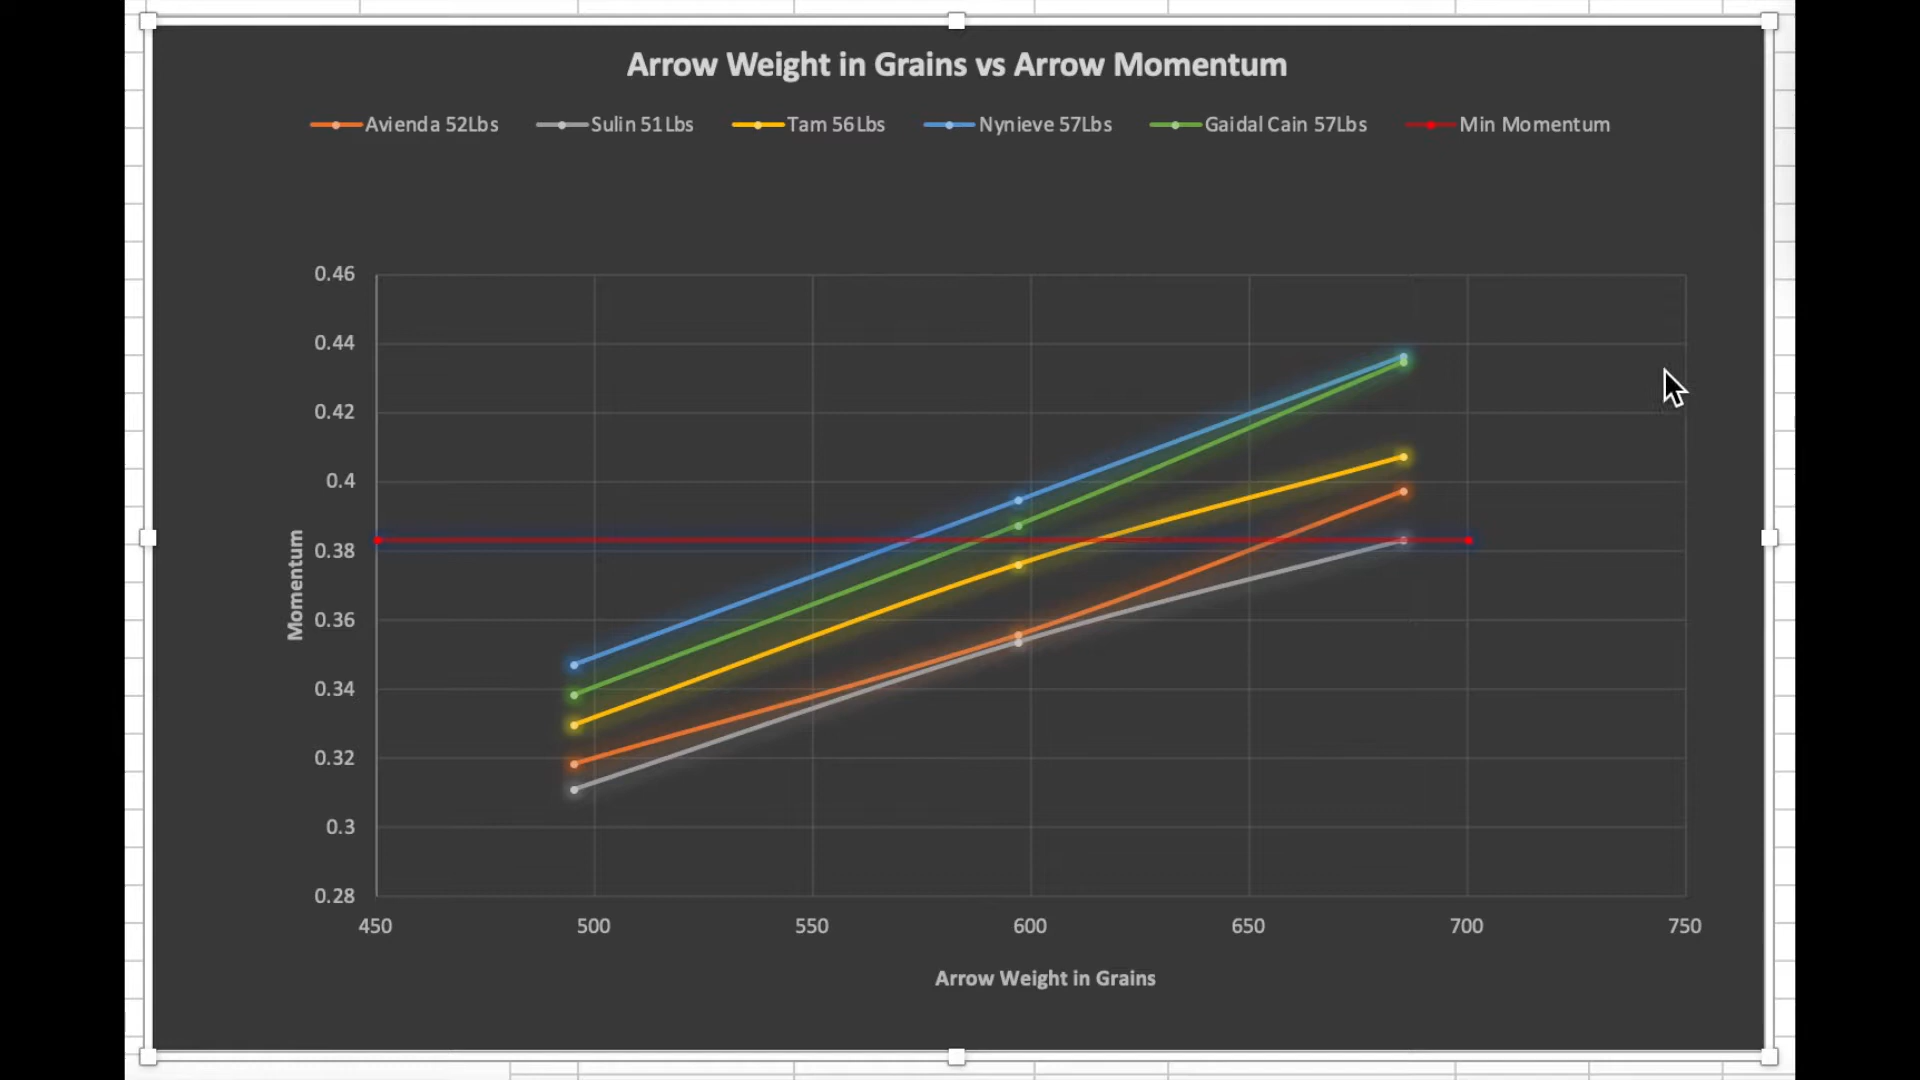 Arrow Weight in Grains vs Arrow Momentum
Avienda 52Lbs Sulin 51Lbs Tam 56Lbs Nynieve 57Lbs Gaidal Cain 57Lbs Min Momentum
0.46
0.44
0.42
0.4
0.38
0.36
0.34
0.32
0.3
0.28
Momentum
450 500 550 600 650 700 750
Arrow Weight in Grains